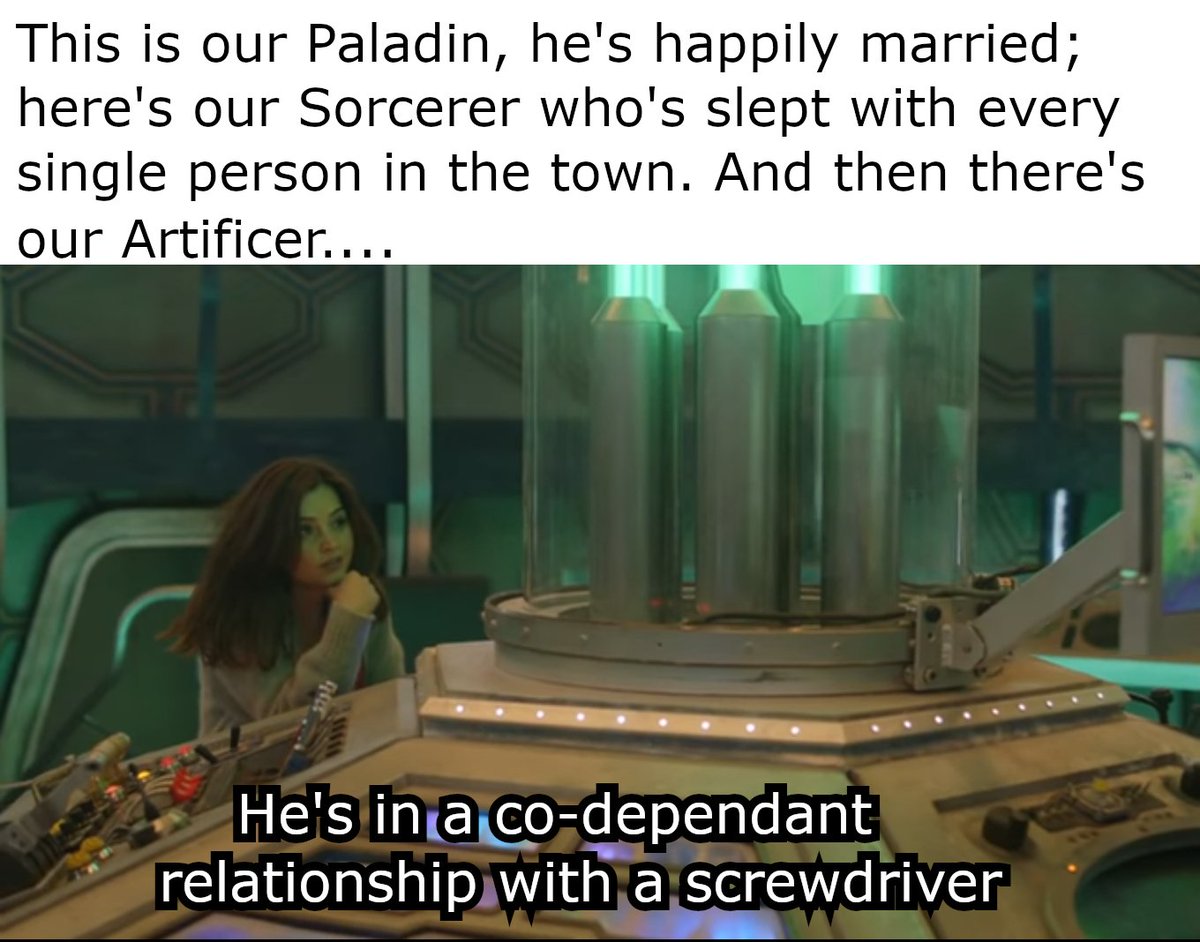 This is our Paladin, he's happily married;
here's our Sorcerer who's slept with every
single person in the town. And then there's
our Artificer....
He's in a co-dependant
relationship with a screwdriver